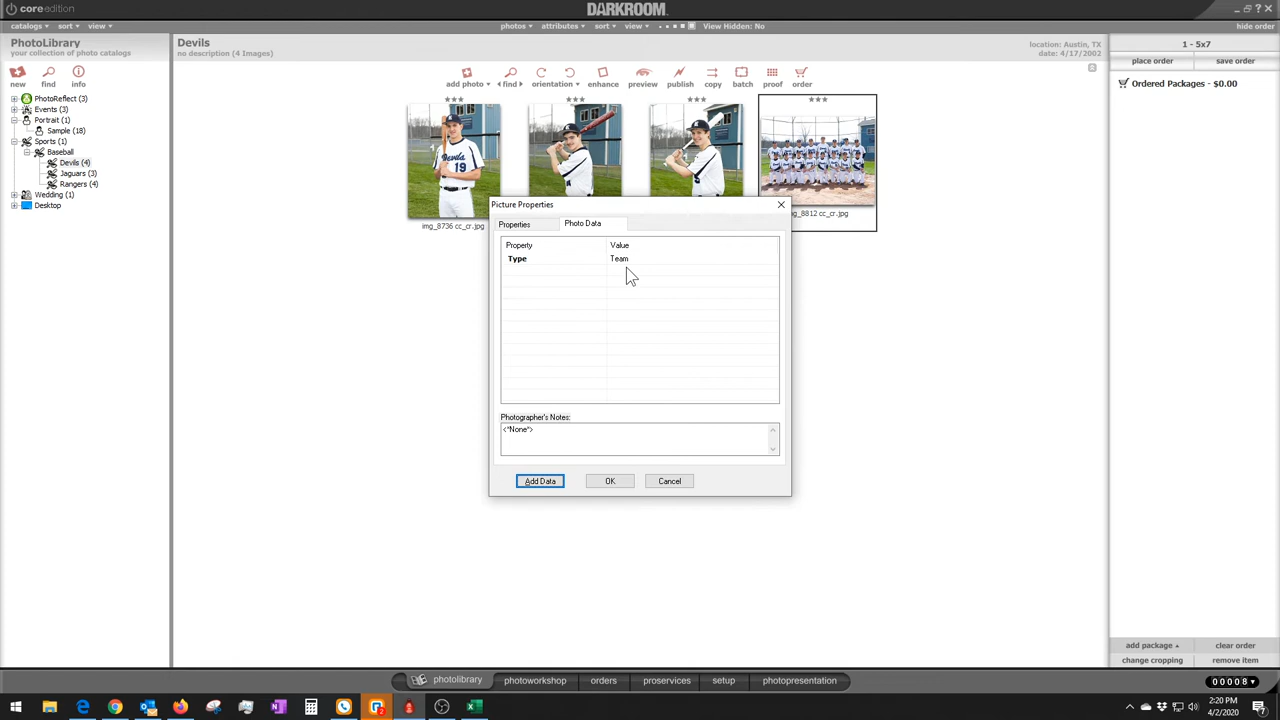 coreedition
DARKROOM
catalogs sort view
photos attributes sort view View Hidden: No
hide order
PhotoLibrary
your collection of photo catalogs
Devils
no description (4 Images)
location: Austin, TX
date: 4/17/2002
1 - 5x7
place order save order
new find info
add photo find orientation enhance preview publish copy batch proof order
Ordered Packages - $0.00
PhotoReflect (3)
Events (3)
Portrait (1)
Sample (18)
Sports (1)
Baseball
Devils (4)
Jaguars (3)
Rangers (4)
Wedding (1)
Desktop
Devils
19
img_8736 cc_cr.jpg
g_8812 cc_cr.jpg
Picture Properties
Properties Photo Data
Property Value
Type Team
Photographer's Notes:
<"None">
Add Data OK Cancel
add package clear order
change cropping remove item
photolibrary photoworkshop orders proservices setup photopresentation
00008
2:20 PM
4/2/2020